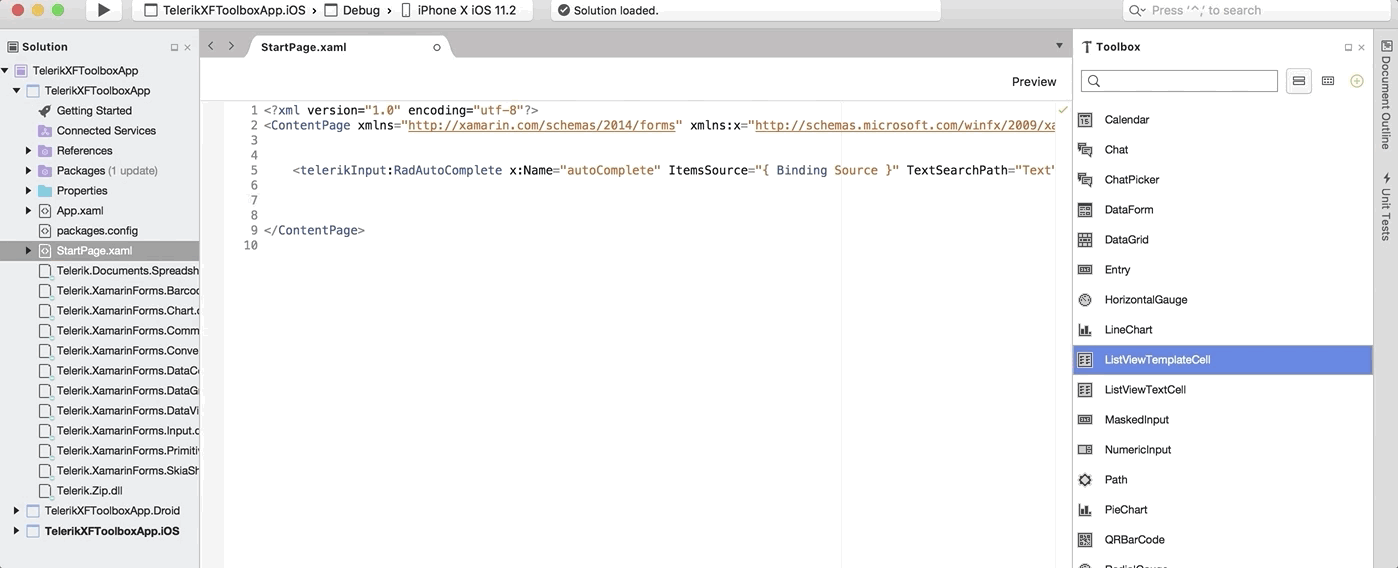 TelerikXFToolboxApp.iOS › Debug › iPhone X iOS 11.2
Solution loaded.
Press '^,' to search
Solution
TelerikXFToolboxApp
TelerikXFToolboxApp
Getting Started
Connected Services
References
Packages (1 update)
Properties
App.xaml
packages.config
StartPage.xaml
Telerik.Documents.Spreadsh
Telerik.XamarinForms.Barco
Telerik.XamarinForms.Chart.
Telerik.XamarinForms.Comm
Telerik.XamarinForms.Conve
Telerik.XamarinForms.DataC
Telerik.XamarinForms.DataG
Telerik.XamarinForms.DataVi
Telerik.XamarinForms.Input.
Telerik.XamarinForms.Primiti
Telerik.XamarinForms.SkiaSh
Telerik.Zip.dll
TelerikXFToolboxApp.Droid
TelerikXFToolboxApp.iOS
StartPage.xaml
Preview
1 <?xml version="1.0" encoding="utf-8"?>
2 <ContentPage xmlns="http://xamarin.com/schemas/2014/forms" xmlns:x="http://schemas.microsoft.com/winfx/2009/xa
3
4
5 <telerikInput:RadAutoComplete x:Name="autoComplete" ItemsSource="{ Binding Source }" TextSearchPath="Text"
6
7
8
9 </ContentPage>
10
Toolbox
Calendar
Chat
ChatPicker
DataForm
DataGrid
Entry
HorizontalGauge
LineChart
ListViewTemplateCell
ListViewTextCell
MaskedInput
NumericInput
Path
PieChart
QRBarCode
Document Outline
Unit Tests